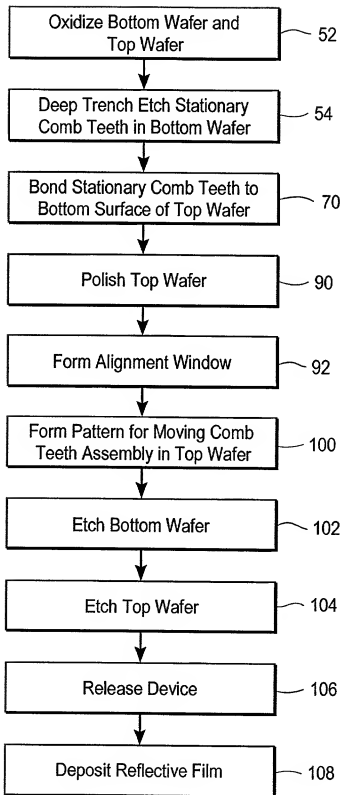 Oxidize Bottom Wafer and
Top Wafer
52
Deep Trench Etch Stationary
Comb Teeth in Bottom Wafer
54
Bond Stationary Comb Teeth to
Bottom Surface of Top Wafer
70
Polish Top Wafer
90
Form Alignment Window
92
Form Pattern for Moving Comb
Teeth Assembly in Top Wafer
100
Etch Bottom Wafer
102
Etch Top Wafer
104
Release Device
106
Deposit Reflective Film
108